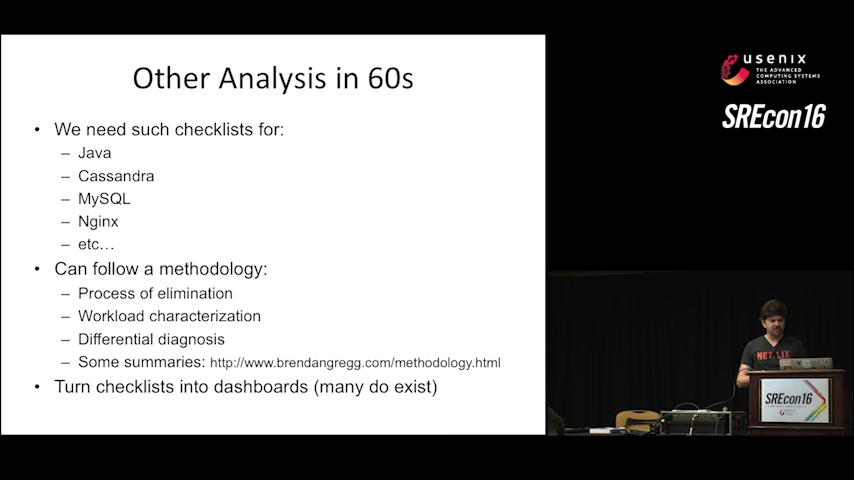 Other Analysis in 60s
• We need such checklists for:
– Java
– Cassandra
– MySQL
– Nginx
– etc…
• Can follow a methodology:
– Process of elimination
– Workload characterization
– Differential diagnosis
– Some summaries: http://www.brendangregg.com/methodology.html
• Turn checklists into dashboards (many do exist)
usenix
THE ADVANCED
COMPUTING SYSTEMS
ASSOCIATION
SREcon16
NETFLIX
SREcon16
usenix